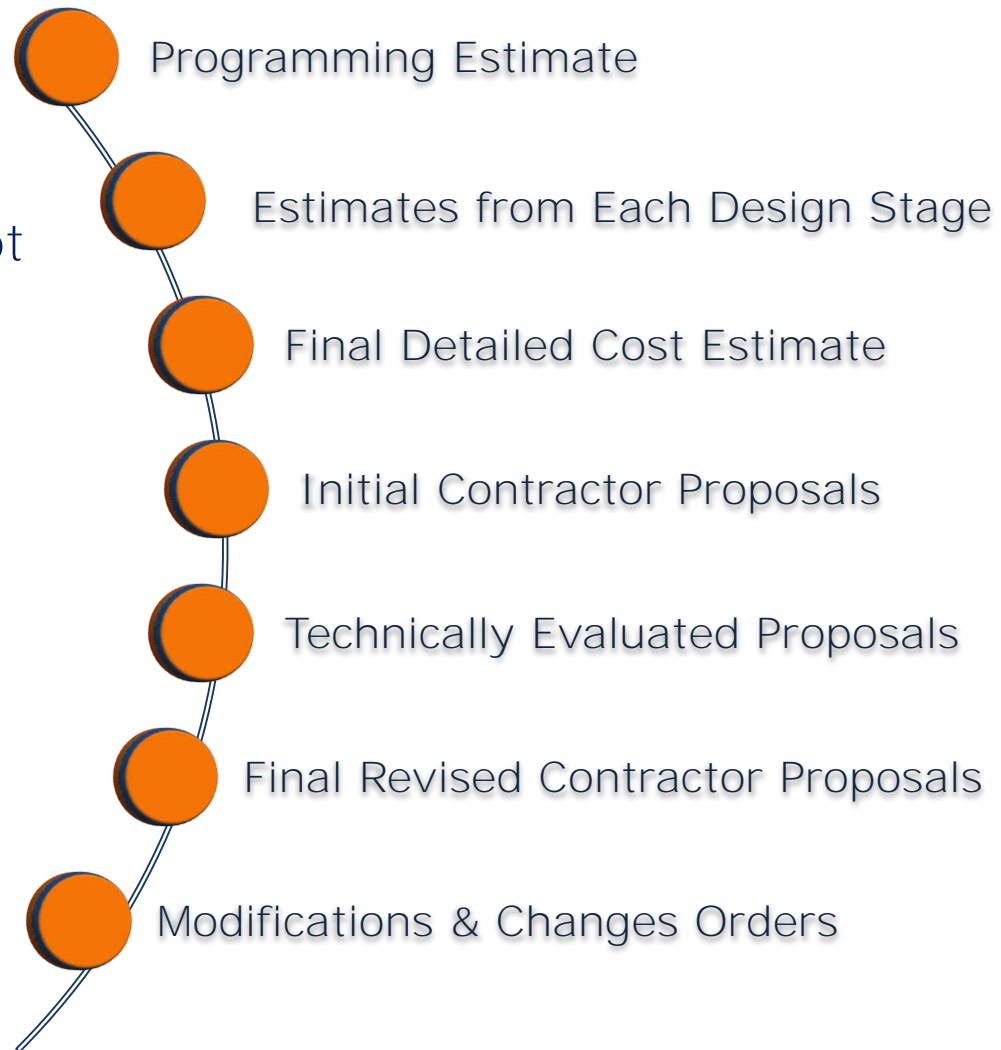 Programming Estimate
Estimates from Each Design Stage
Final Detailed Cost Estimate
Initial Contractor Proposals
Technically Evaluated Proposals
Final Revised Contractor Proposals
Modifications & Changes Orders